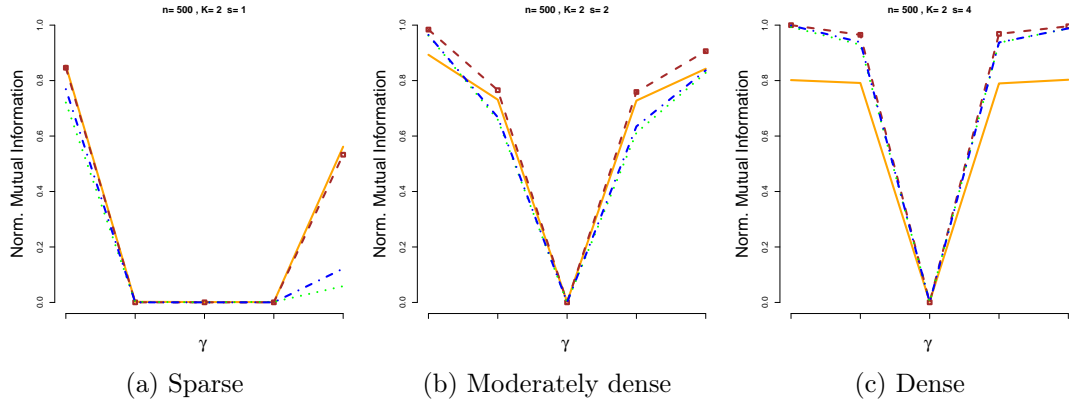 n= 500 , K= 2 s= 1
Norm. Mutual Information
1.0
0.8
0.6
0.4
0.2
0.0
γ
(a) Sparse
n= 500 , K= 2 s= 2
Norm. Mutual Information
1.0
0.8
0.6
0.4
0.2
0.0
γ
(b) Moderately dense
n= 500 , K= 2 s= 4
Norm. Mutual Information
1.0
0.8
0.6
0.4
0.2
0.0
γ
(c) Dense